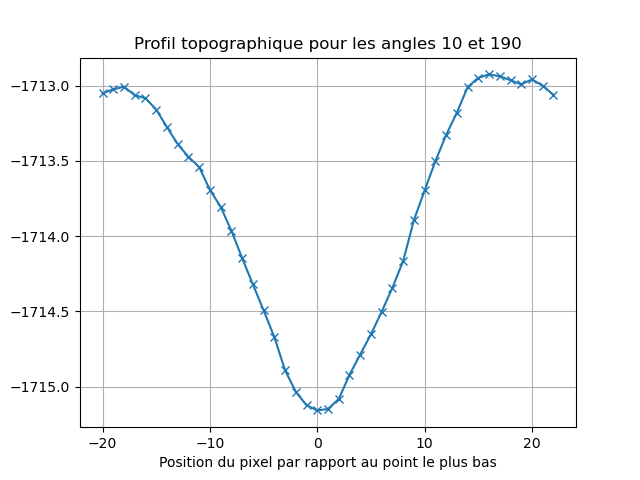 Profil topographique pour les angles 10 et 190
−1713.0
−1713.5
−1714.0
−1714.5
−1715.0
−20 −10 0 10 20
Position du pixel par rapport au point le plus bas